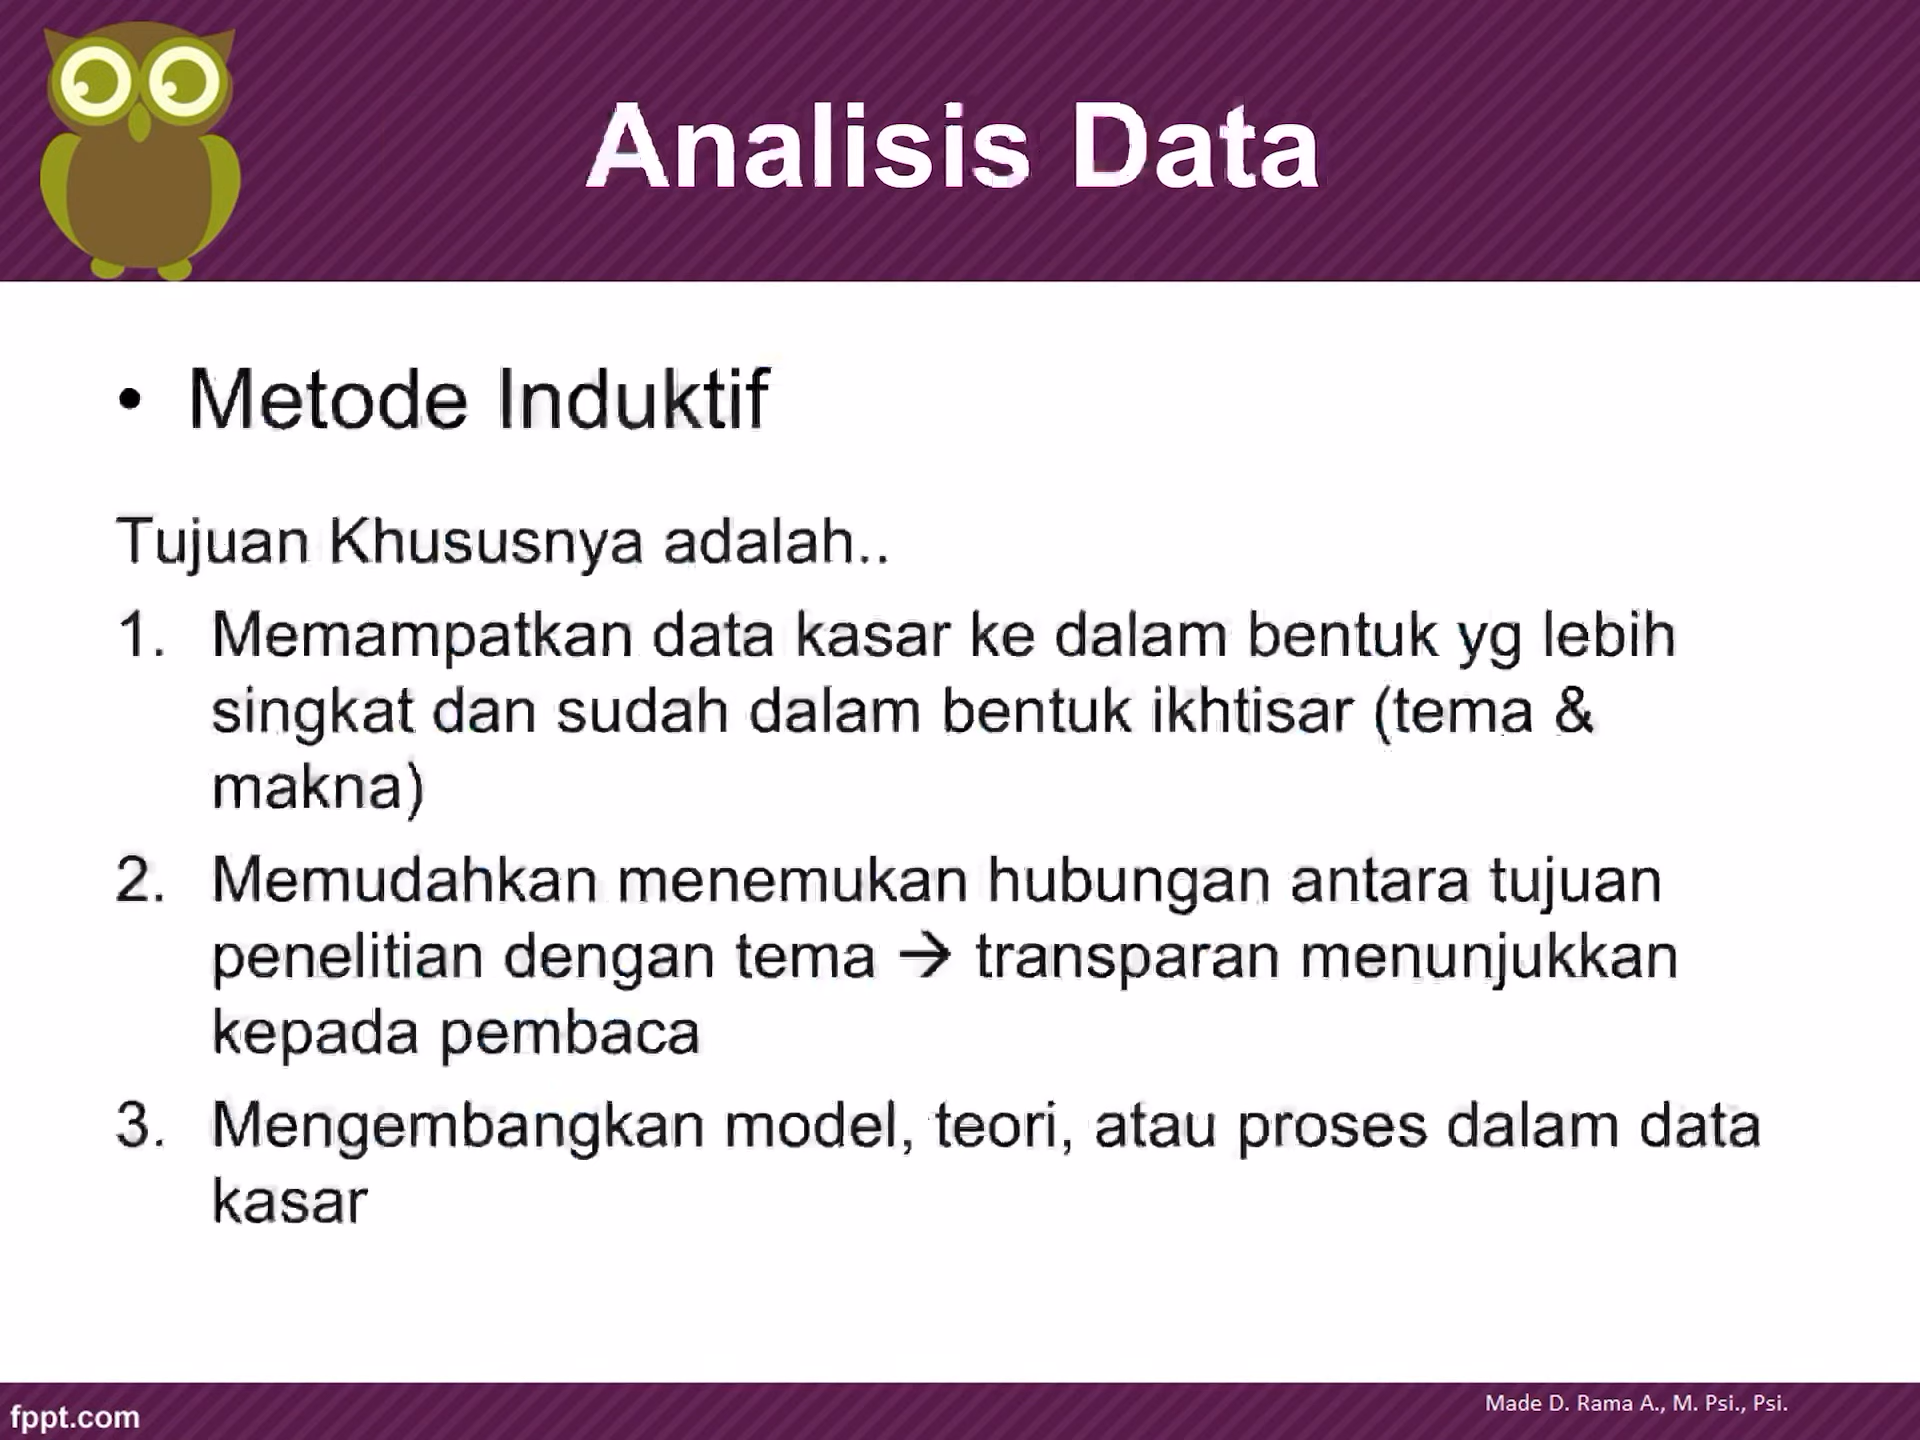 Analisis Data
• Metode Induktif
Tujuan Khususnya adalah..
1. Memampatkan data kasar ke dalam bentuk yg lebih
singkat dan sudah dalam bentuk ikhtisar (tema &
makna)
2. Memudahkan menemukan hubungan antara tujuan
penelitian dengan tema → transparan menunjukkan
kepada pembaca
3. Mengembangkan model, teori, atau proses dalam data
kasar
fppt.com
Made D. Rama A., M. Psi., Psi.